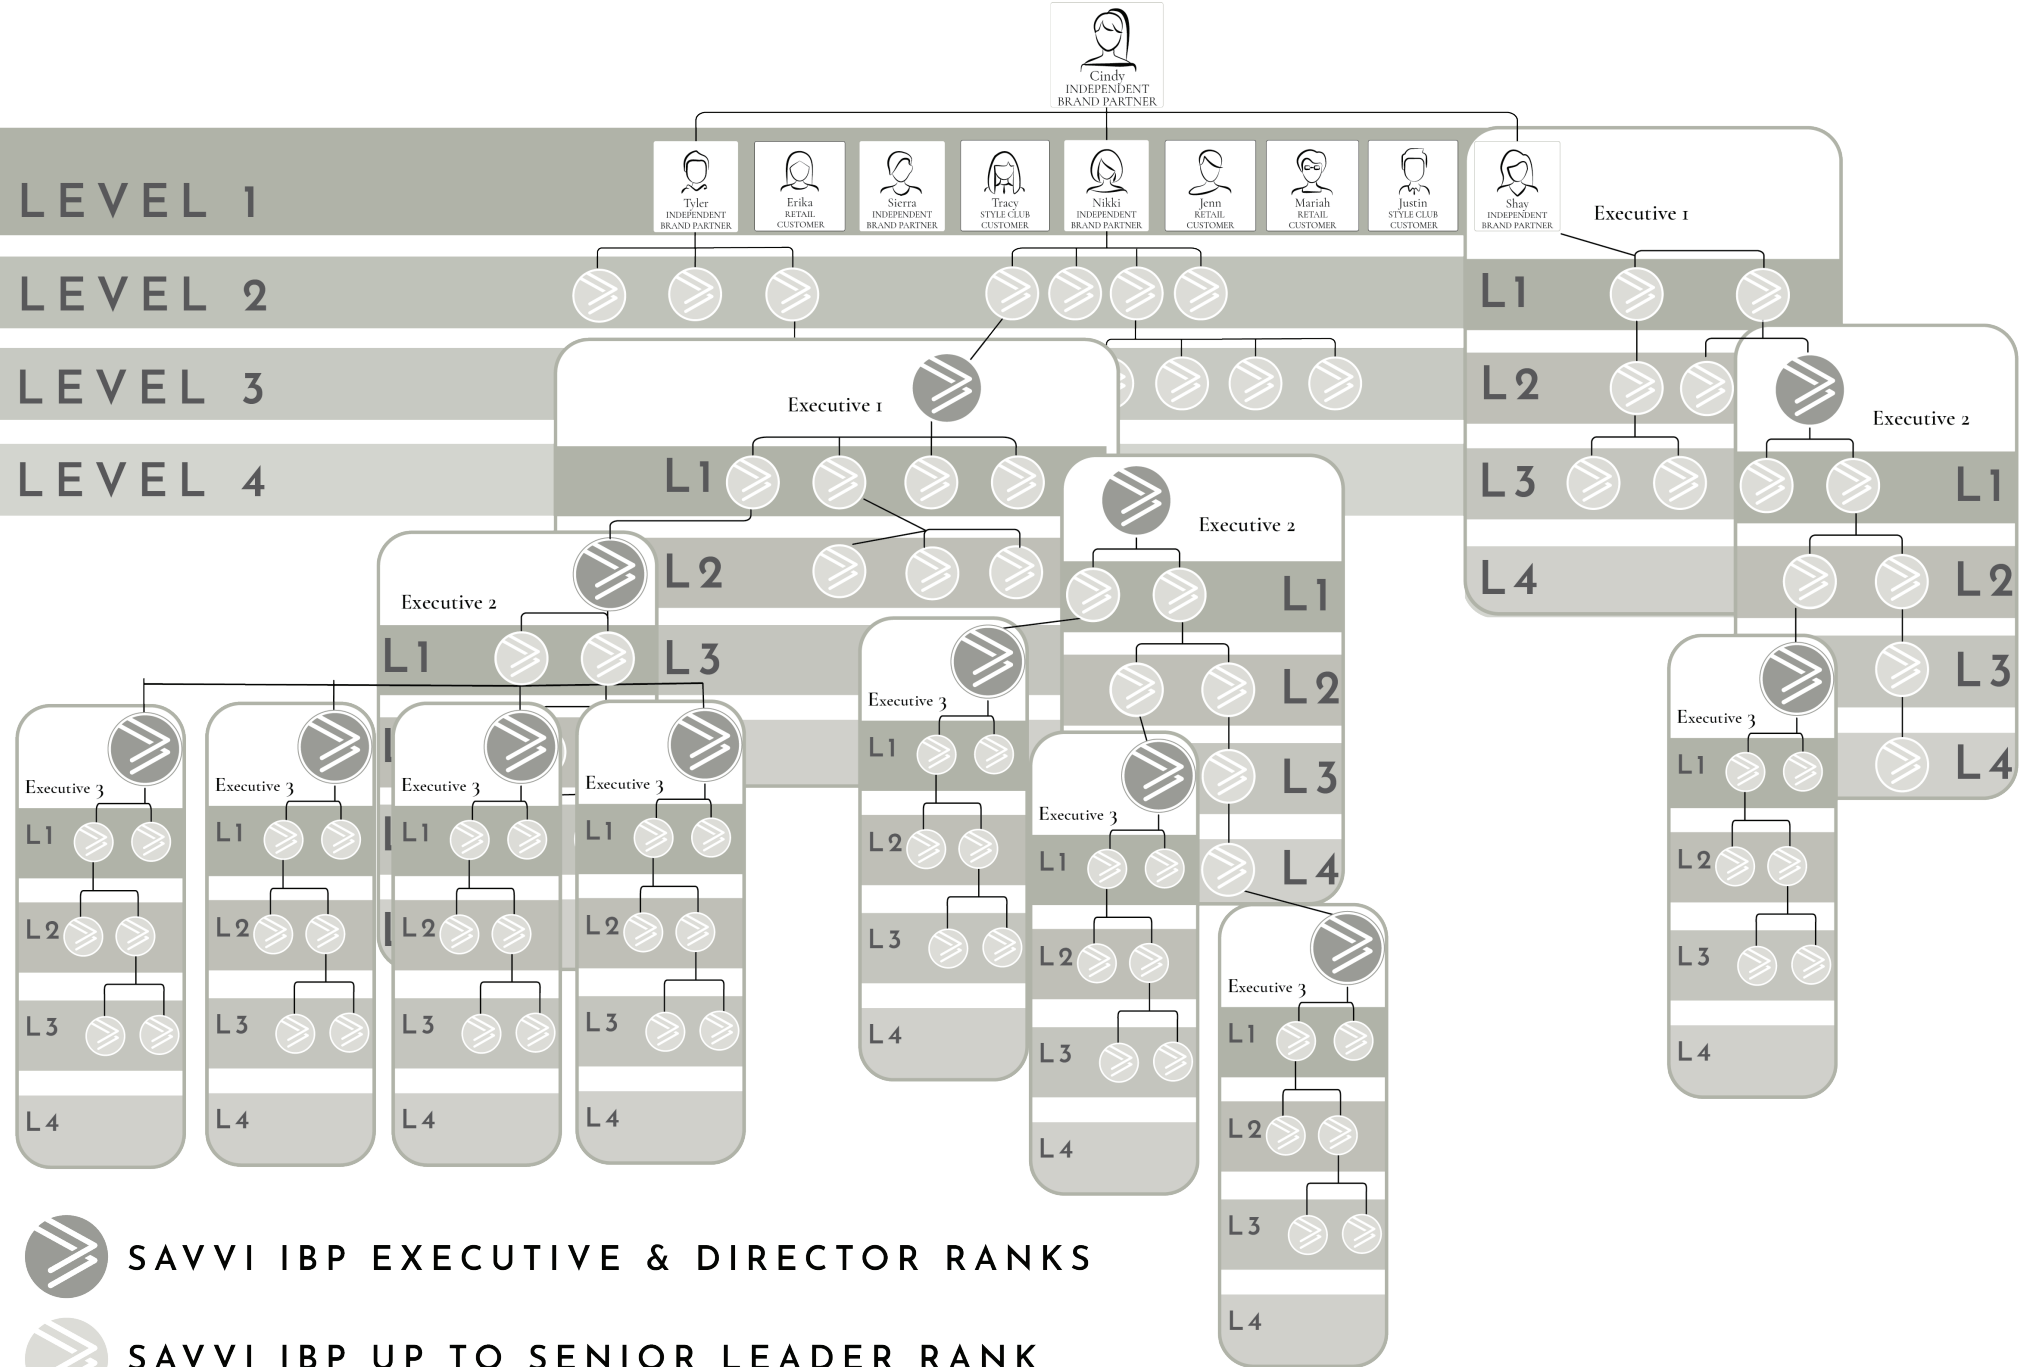 Cindy
INDEPENDENT
BRAND PARTNER
LEVEL 1
Tyler
INDEPENDENT
BRAND PARTNER
Erika
RETAIL
CUSTOMER
Sierra
INDEPENDENT
BRAND PARTNER
Tracy
STYLE CLUB
CUSTOMER
Nikki
INDEPENDENT
BRAND PARTNER
Jenn
RETAIL
CUSTOMER
Mariah
RETAIL
CUSTOMER
Justin
STYLE CLUB
CUSTOMER
Shay
INDEPENDENT
BRAND PARTNER
Executive 1
LEVEL 2
L1
LEVEL 3
L2
Executive 1
Executive 2
LEVEL 4
L1
L3
L1
Executive 2
L2
L4
L2
Executive 2
L1
L1
L3
L3
L2
Executive 3
Executive 3
L1
L3
L4
L1
Executive 3
Executive 3
Executive 3
Executive 3
Executive 3
L1
L1
L1
L1
L2
L1
L4
L2
L2
L2
L2
L2
L3
L2
L3
Executive 3
L3
L3
L3
L3
L4
L3
L1
L4
L4
L4
L4
L4
L4
L2
L3
L4
SAVVI IBP EXECUTIVE & DIRECTOR RANKS
SAVVI IBP UP TO SENIOR LEADER RANK